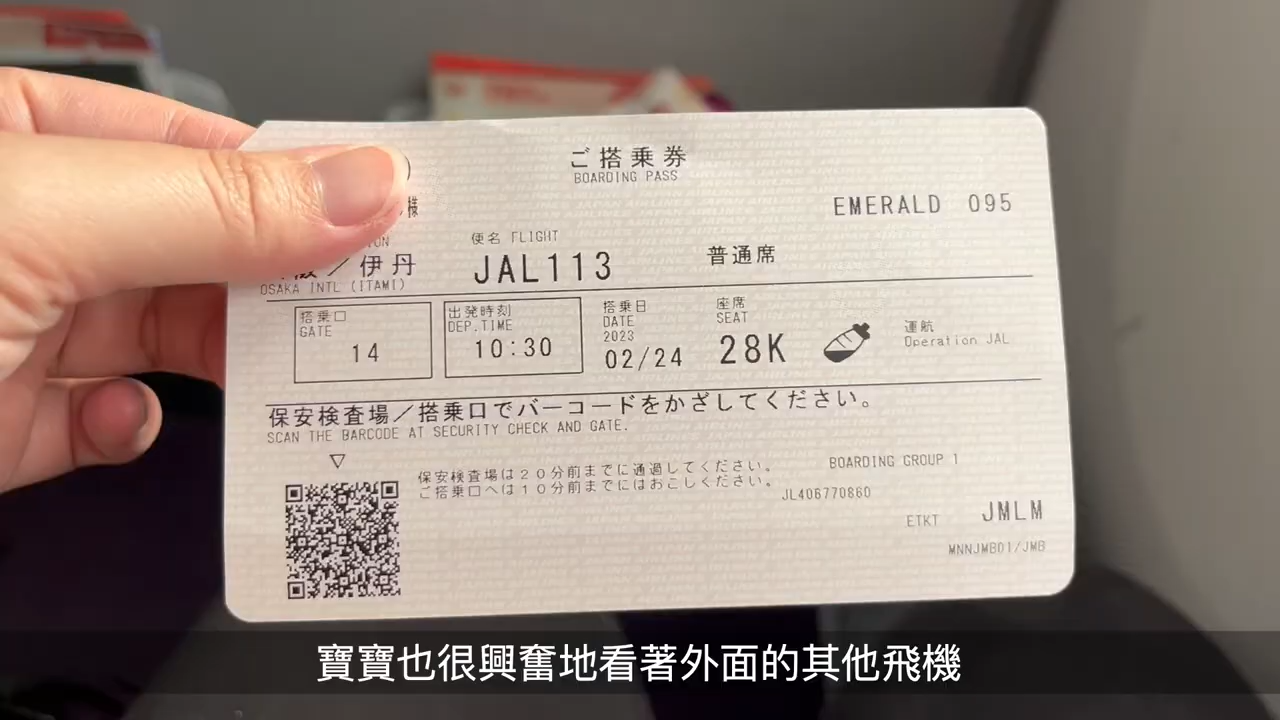 ご搭乗券
BOARDING PASS
様
EMERALD 095
便名 FLIGHT
／伊丹
JAL113
普通席
OSAKA INTL (ITAMI)
搭乗口
GATE
14
出発時刻
DEP.TIME
10:30
搭乗日
DATE
2023
02/24
座席
SEAT
28K
運航
Operation JAL
保安検査場／搭乗口でバーコードをかざしてください。
SCAN THE BARCODE AT SECURITY CHECK AND GATE.
保安検査場は20分前までに通過してください。
ご搭乗口へは10分前までにはおこしください。
BOARDING GROUP 1
JL406770860
ETKT
JMLM
MNNJMB01/JMB
寶寶也很興奮地看著外面的其他飛機